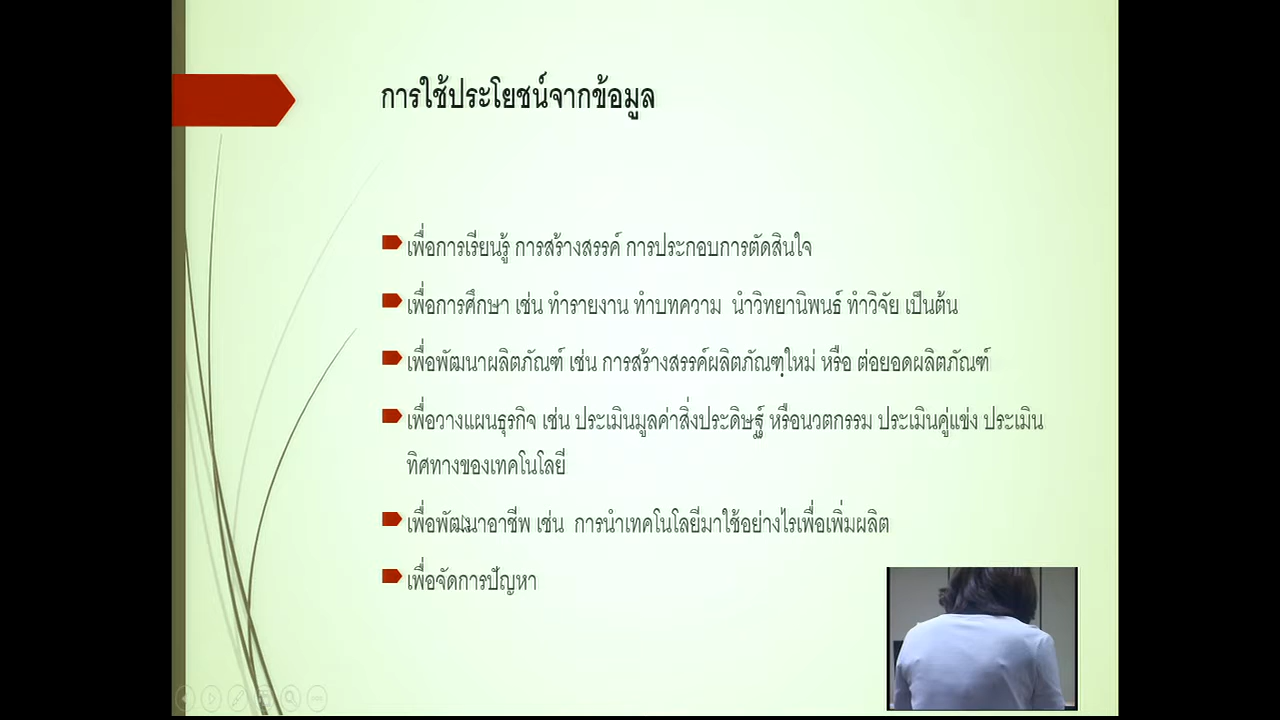 การใช้ประโยชน์จากข้อมูล
เพื่อการเรียนรู้ การสร้างสรรค์ การประกอบการตัดสินใจ
เพื่อการศึกษา เช่น ทำรายงาน ทำบทความ นำวิทยานิพนธ์ ทำวิจัย เป็นต้น
เพื่อพัฒนาผลิตภัณฑ์ เช่น การสร้างสรรค์ผลิตภัณฑฺใหม่ หรือ ต่อยอดผลิตภัณฑ์
เพื่อวางแผนธุรกิจ เช่น ประเมินมูลค่าสิ่งประดิษฐ์ หรือนวตกรรม ประเมินคู่แข่ง ประเมิน
ทิศทางของเทคโนโลยี
เพื่อพัฒนาอาชีพ เช่น การนำเทคโนโลยีมาใช้อย่างไรเพื่อเพิ่มผลิต
เพื่อจัดการปัญหา